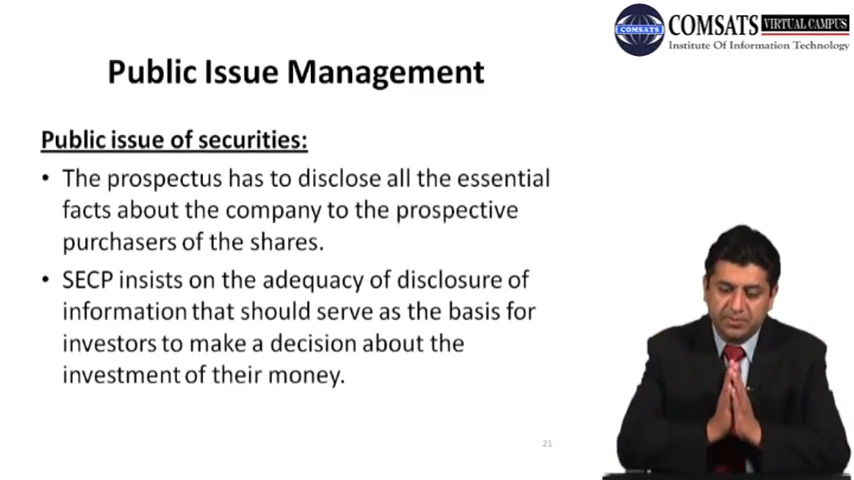 COMSATS
COMSATS VIRTUAL CAMPUS
Institute Of Information Technology
Public Issue Management
Public issue of securities:
• The prospectus has to disclose all the essential
facts about the company to the prospective
purchasers of the shares.
• SECP insists on the adequacy of disclosure of
information that should serve as the basis for
investors to make a decision about the
investment of their money.
21